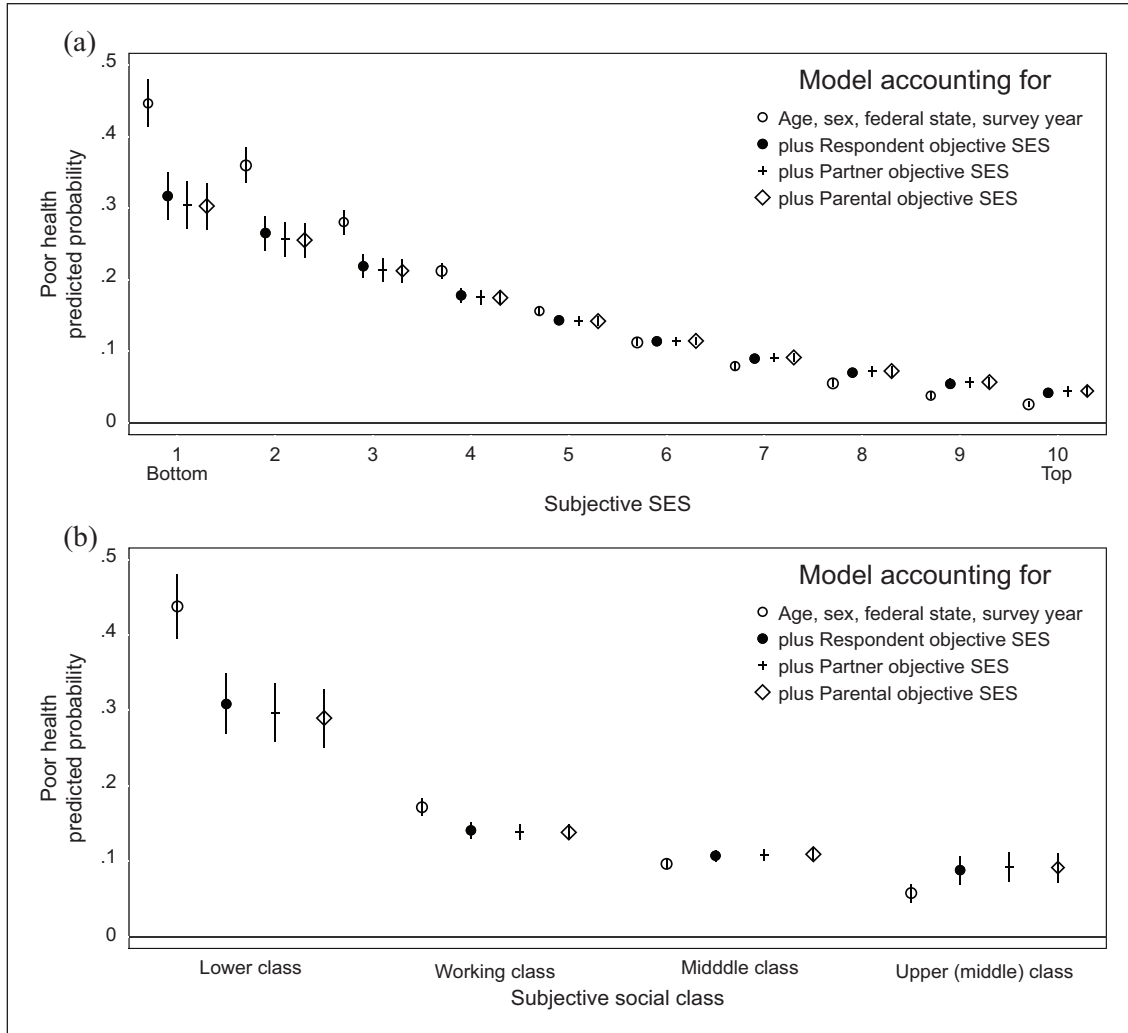 (a)
.5
.4
.3
.2
.1
0
Poor health
predicted probability
Model accounting for
Age, sex, federal state, survey year
plus Respondent objective SES
plus Partner objective SES
plus Parental objective SES
1 2 3 4 5 6 7 8 9 10
Bottom Top
Subjective SES
(b)
.5
.4
.3
.2
.1
0
Poor health
predicted probability
Model accounting for
Age, sex, federal state, survey year
plus Respondent objective SES
plus Partner objective SES
plus Parental objective SES
Lower class Working class Midddle class Upper (middle) class
Subjective social class